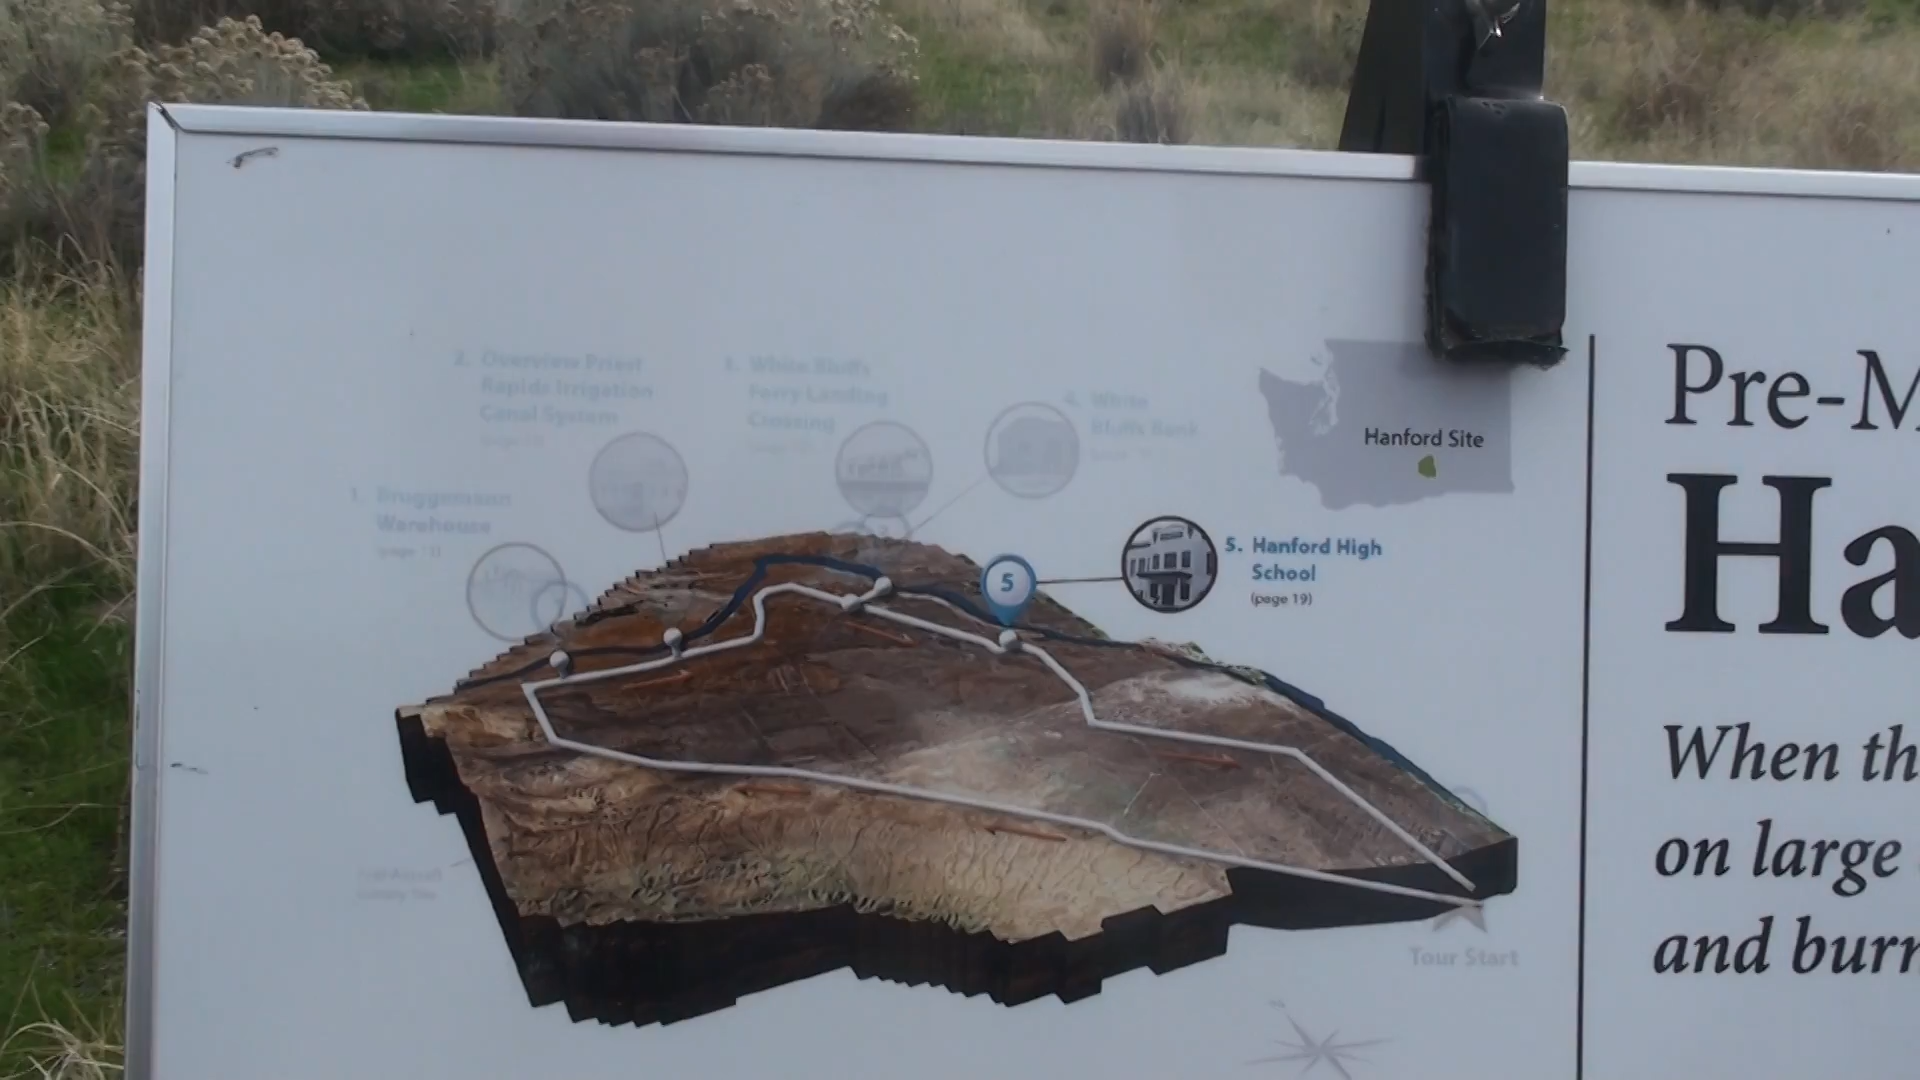 2. Overview Priest
Rapids Irrigation
Canal System
White Bluffs
Ferry Landing
Crossing
4. White
Bluffs Bank
1. Bruggemann
Warehouse
Hanford Site
5
5. Hanford High
School
(page 19)
Tour Start
Pre-M
Ha
When th
on large
and burn